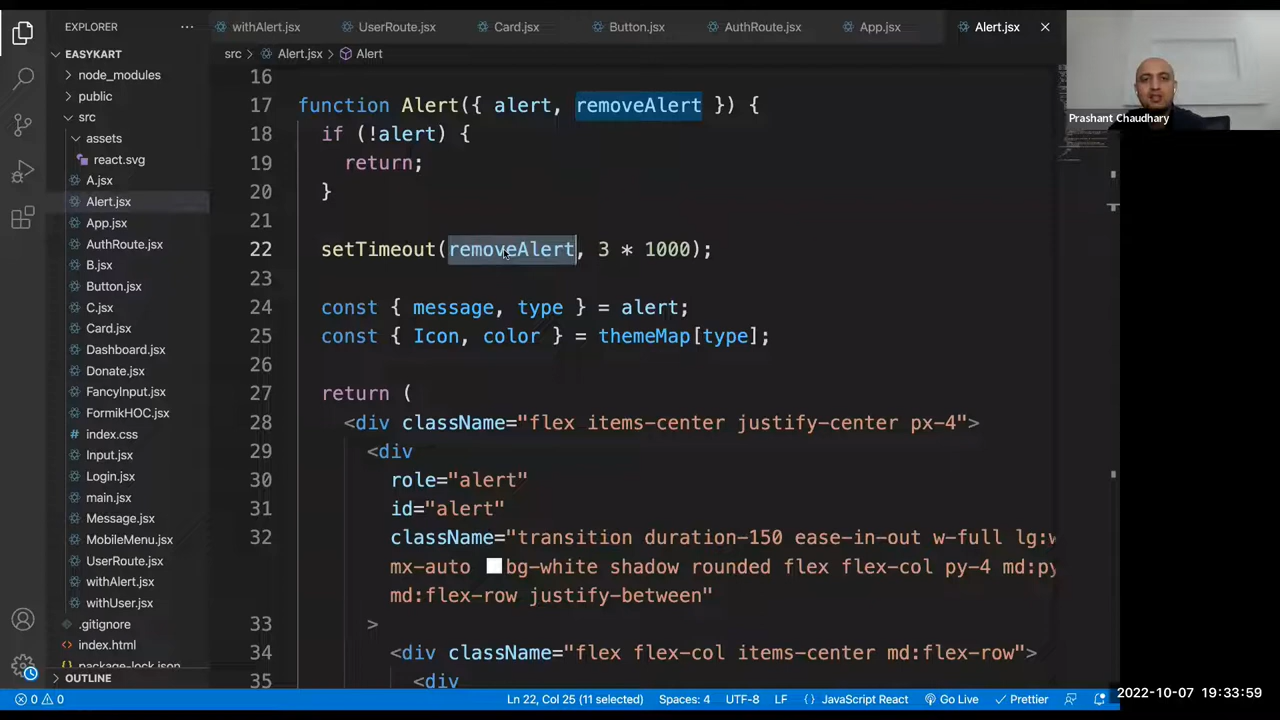 EXPLORER
withAlert.jsx
UserRoute.jsx
Card.jsx
Button.jsx
AuthRoute.jsx
App.jsx
Alert.jsx
EASYKART
src > Alert.jsx > Alert
node_modules
public
src
assets
react.svg
A.jsx
Alert.jsx
App.jsx
AuthRoute.jsx
B.jsx
Button.jsx
C.jsx
Card.jsx
Dashboard.jsx
Donate.jsx
FancyInput.jsx
FormikHOC.jsx
index.css
Input.jsx
Login.jsx
main.jsx
Message.jsx
MobileMenu.jsx
UserRoute.jsx
withAlert.jsx
withUser.jsx
.gitignore
index.html
package-lock.json
OUTLINE
16
17 function Alert({ alert, removeAlert }) {
18 if (!alert) {
19 return;
20 }
21
22 setTimeout(removeAlert, 3 * 1000);
23
24 const { message, type } = alert;
25 const { Icon, color } = themeMap[type];
26
27 return (
28 <div className="flex items-center justify-center px-4">
29 <div
30 role="alert"
31 id="alert"
32 className="transition duration-150 ease-in-out w-full lg:w
mx-auto bg-white shadow rounded flex flex-col py-4 md:py
md:flex-row justify-between"
33 >
34 <div className="flex flex-col items-center md:flex-row">
35 <div
Prashant Chaudhary
0 0
Ln 22, Col 25 (11 selected)
Spaces: 4
UTF-8
LF
{ } JavaScript React
Go Live
Prettier
2022-10-07 19:33:59